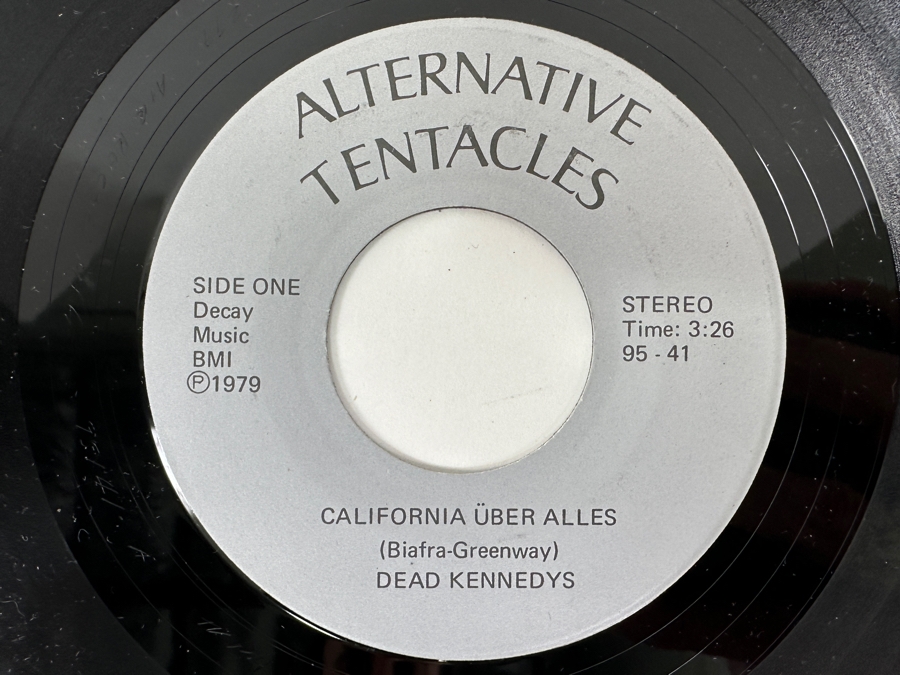 ALTERNATIVE
TENTACLES
SIDE ONE
Decay
Music
BMI
Ⓟ1979
STEREO
Time: 3:26
95 - 41
CALIFORNIA ÜBER ALLES
(Biafra-Greenway)
DEAD KENNEDYS